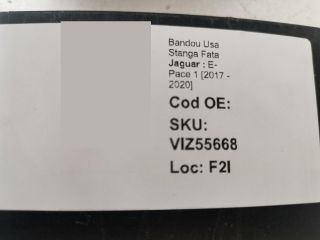 Bandou Usa
Stanga Fata
Jaguar : E-
Pace 1 [2017 -
2020]
Cod OE:
SKU:
VIZ55668
Loc: F2I